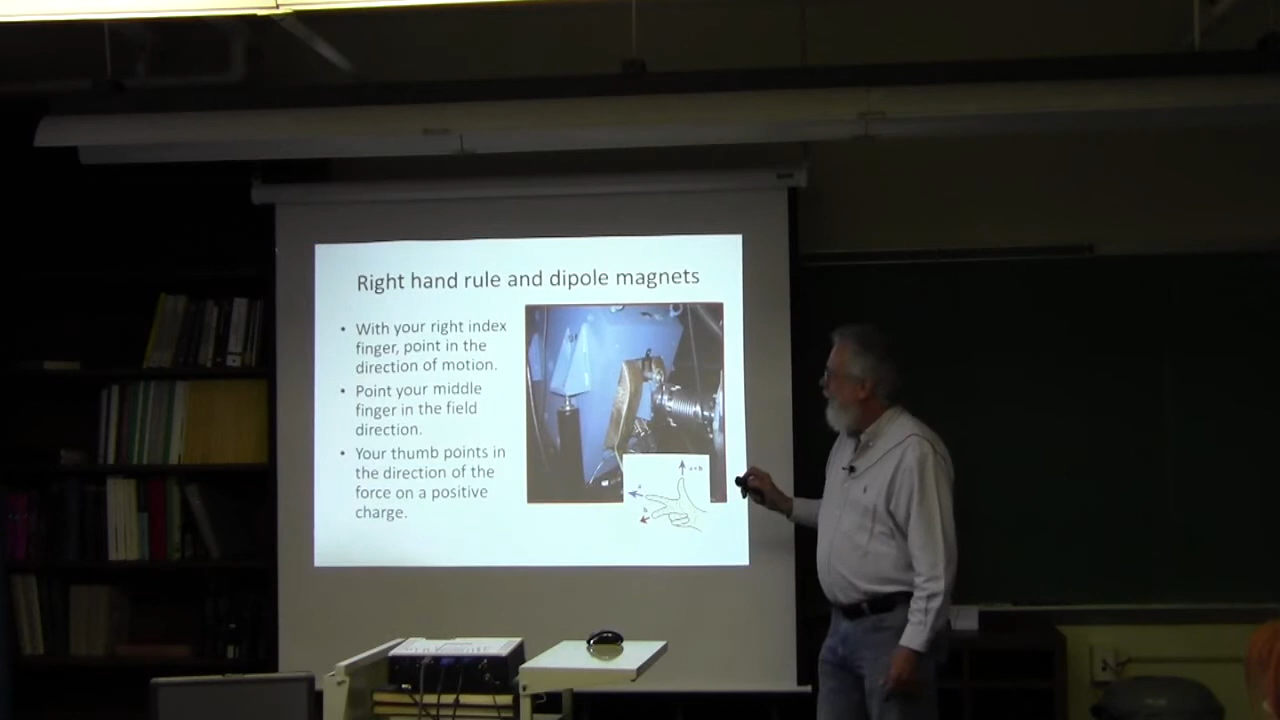 Right hand rule and dipole magnets
• With your right index
finger, point in the
direction of motion.
• Point your middle
finger in the field
direction.
• Your thumb points in
the direction of the
force on a positive
charge.
a×b
a
b